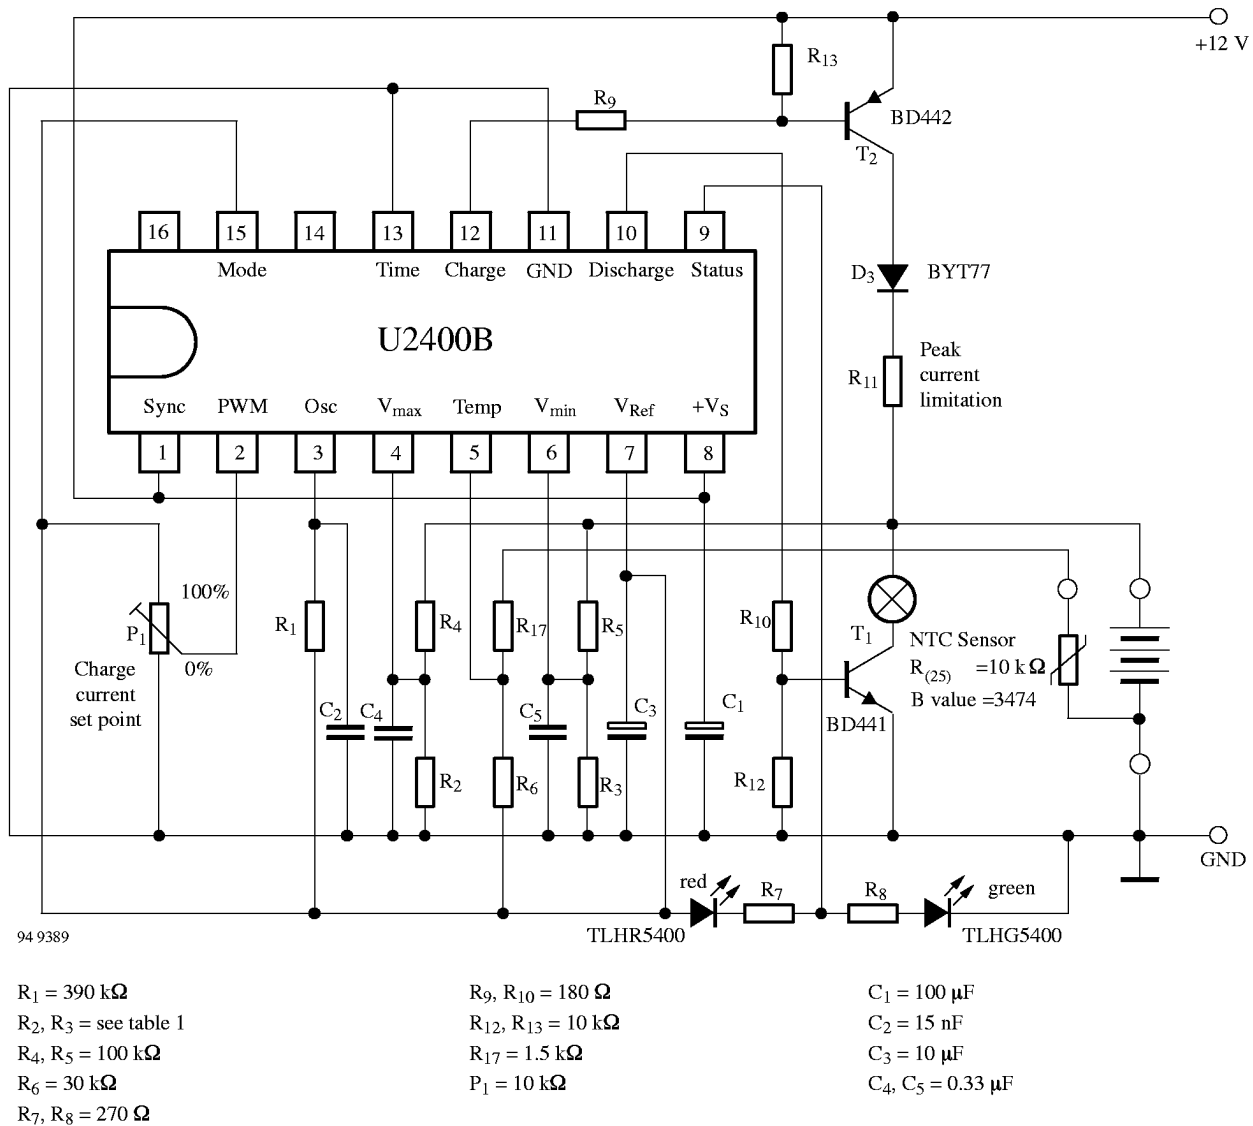 +12 V
R13
R9
BD442
T2
16 15 14 13 12 11 10 9
Mode Time Charge GND Discharge Status
D3 BYT77
U2400B
Peak
current
limitation
R11
Sync PWM Osc Vmax Temp Vmin VRef +VS
1 2 3 4 5 6 7 8
100%
P1
0%
Charge
current
set point
R1 R4 R17 R5 R10
T1
NTC Sensor
R(25) =10 kΩ
B value =3474
BD441
C2 C4 C5 C3 C1
R2 R6 R3 R12
GND
red R7 R8 green
TLHR5400 TLHG5400
94 9389
R1 = 390 kΩ
R2, R3 = see table 1
R4, R5 = 100 kΩ
R6 = 30 kΩ
R7, R8 = 270 Ω
R9, R10 = 180 Ω
R12, R13 = 10 kΩ
R17 = 1.5 kΩ
P1 = 10 kΩ
C1 = 100 μF
C2 = 15 nF
C3 = 10 μF
C4, C5 = 0.33 μF